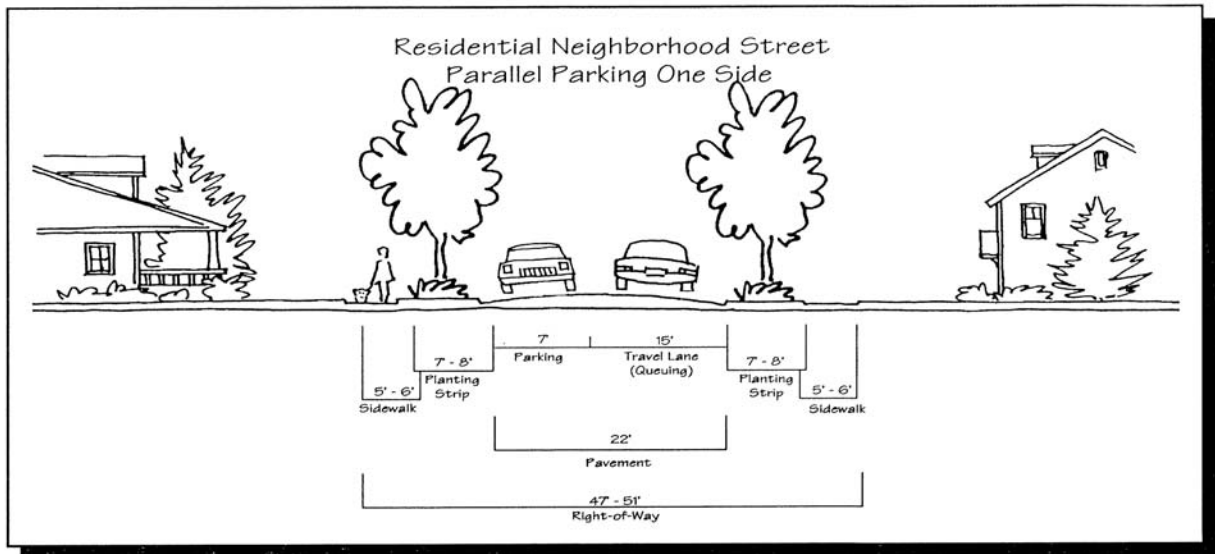 Residential Neighborhood Street
Parallel Parking One Side
7'
Parking
15'
Travel Lane
(Queuing)
7' - 8'
Planting
Strip
7' - 8'
Planting
Strip
5' - 6'
Sidewalk
5' - 6'
Sidewalk
22'
Pavement
47' - 51'
Right-of-Way